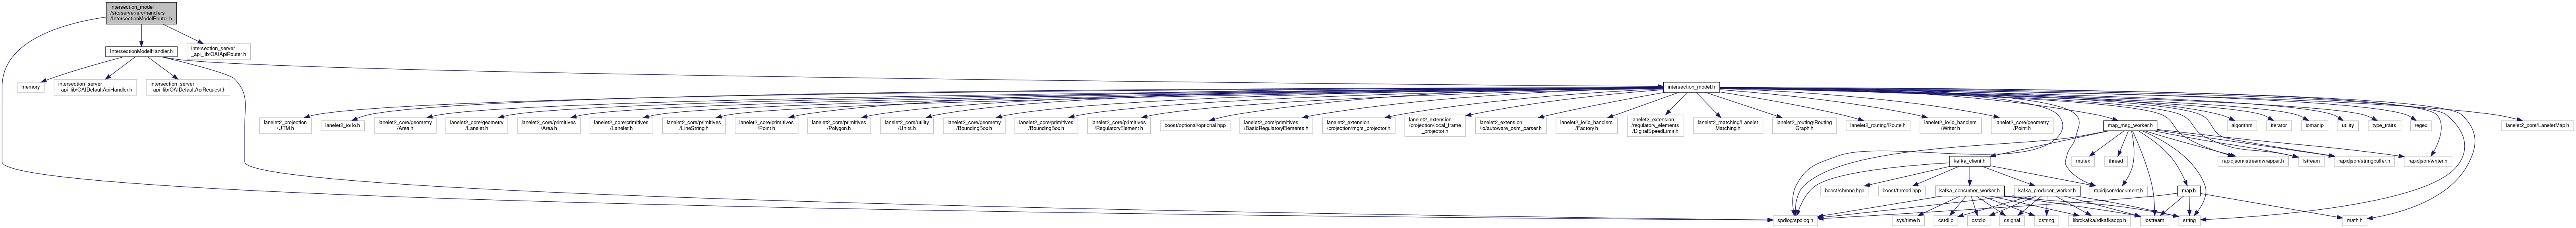 intersection_model
/src/server/src/handlers
/IntersectionModelRouter.h
IntersectionModelHandler.h
intersection_server
_api_lib/OAIApiRouter.h
memory
intersection_server
_api_lib/OAIDefaultApiHandler.h
intersection_server
_api_lib/OAIDefaultApiRequest.h
intersection_model.h
lanelet2_projection
/UTM.h
lanelet2_io/Io.h
lanelet2_core/geometry
/Area.h
lanelet2_core/geometry
/Lanelet.h
lanelet2_core/primitives
/Area.h
lanelet2_core/primitives
/Lanelet.h
lanelet2_core/primitives
/LineString.h
lanelet2_core/primitives
/Point.h
lanelet2_core/primitives
/Polygon.h
lanelet2_core/utility
/Units.h
lanelet2_core/geometry
/BoundingBox.h
lanelet2_core/primitives
/BoundingBox.h
lanelet2_core/primitives
/RegulatoryElement.h
boost/optional/optional.hpp
lanelet2_core/primitives
/BasicRegulatoryElements.h
lanelet2_extension
/projection/mgrs_projector.h
lanelet2_extension
/projection/local_frame
_projector.h
lanelet2_extension
/io/autoware_osm_parser.h
lanelet2_io/io_handlers
/Factory.h
lanelet2_extension
/regulatory_elements
/DigitalSpeedLimit.h
lanelet2_matching/Lanelet
Matching.h
lanelet2_routing/Routing
Graph.h
lanelet2_routing/Route.h
lanelet2_io/io_handlers
/Writer.h
lanelet2_core/geometry
/Point.h
map_msg_worker.h
algorithm
iterator
iomanip
utility
type_traits
regex
lanelet2_core/LaneletMap.h
kafka_client.h
mutex
thread
rapidjson/istreamwrapper.h
fstream
rapidjson/stringbuffer.h
rapidjson/writer.h
boost/chrono.hpp
boost/thread.hpp
kafka_consumer_worker.h
kafka_producer_worker.h
rapidjson/document.h
map.h
spdlog/spdlog.h
sys/time.h
cstdlib
cstdio
csignal
cstring
librdkafka/rdkafkacpp.h
iostream
string
math.h